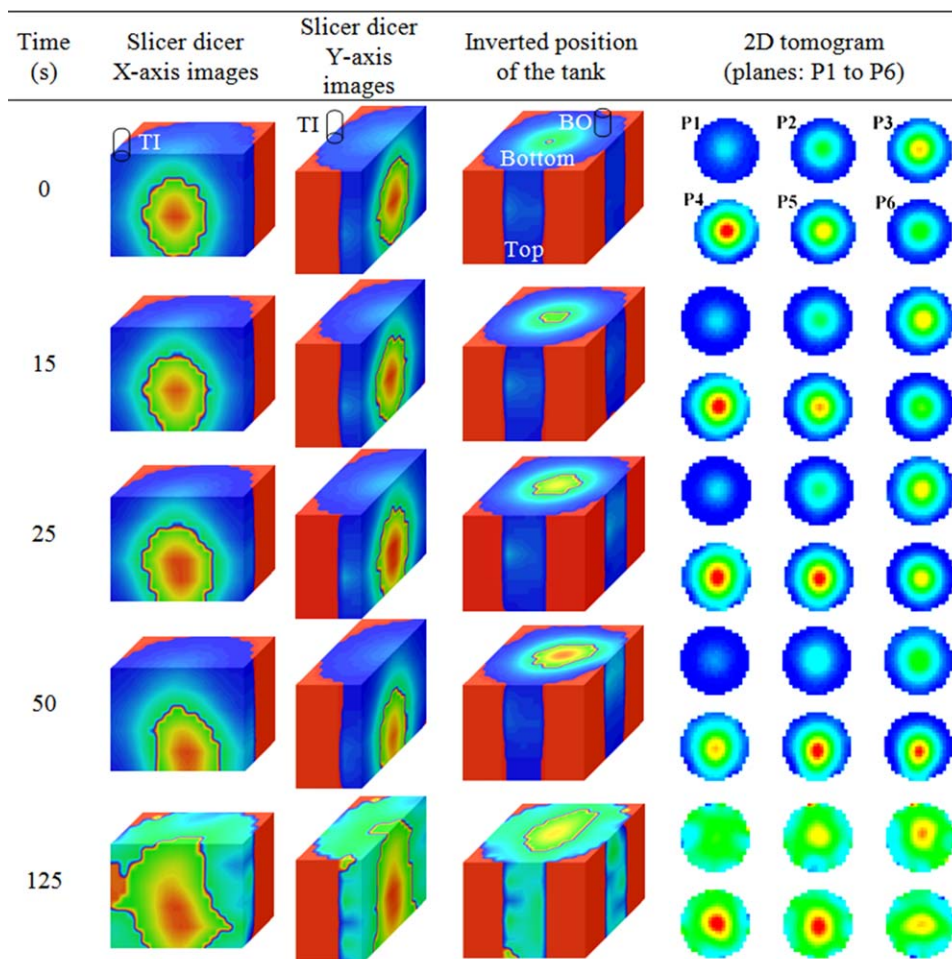 Time
(s)
Slicer dicer
X-axis images
Slicer dicer
Y-axis
images
Inverted position
of the tank
2D tomogram
(planes: P1 to P6)
0
TI
TI
BO
Bottom
Top
P1
P2
P3
P4
P5
P6
15
25
50
125